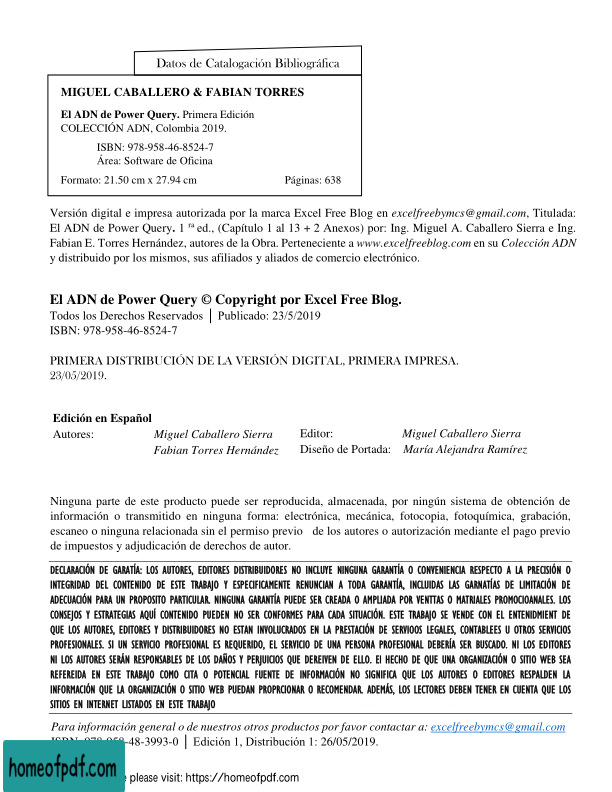 Datos de Catalogación Bibliográfica
MIGUEL CABALLERO & FABIAN TORRES
El ADN de Power Query. Primera Edición
COLECCIÓN ADN, Colombia 2019.
ISBN: 978-958-46-8524-7
Área: Software de Oficina
Formato: 21.50 cm x 27.94 cm Páginas: 638
Versión digital e impresa autorizada por la marca Excel Free Blog en excelfreebymcs@gmail.com, Titulada:
El ADN de Power Query. 1 ra ed., (Capítulo 1 al 13 + 2 Anexos) por: Ing. Miguel A. Caballero Sierra e Ing.
Fabian E. Torres Hernández, autores de la Obra. Perteneciente a www.excelfreeblog.com en su Colección ADN
y distribuido por los mismos, sus afiliados y aliados de comercio electrónico.
El ADN de Power Query © Copyright por Excel Free Blog.
Todos los Derechos Reservados │ Publicado: 23/5/2019
ISBN: 978-958-46-8524-7
PRIMERA DISTRIBUCIÓN DE LA VERSIÓN DIGITAL, PRIMERA IMPRESA.
23/05/2019.
Edición en Español
Autores: Miguel Caballero Sierra Editor: Miguel Caballero Sierra
Fabian Torres Hernández Diseño de Portada: María Alejandra Ramírez
Ninguna parte de este producto puede ser reproducida, almacenada, por ningún sistema de obtención de
información o transmitido en ninguna forma: electrónica, mecánica, fotocopia, fotoquímica, grabación,
escaneo o ninguna relacionada sin el permiso previo de los autores o autorización mediante el pago previo
de impuestos y adjudicación de derechos de autor.
DECLARACIÓN DE GARATÍA: LOS AUTORES, EDITORES DISTRIBUIDORES NO INCLUYE NINGUNA GARANTÍA O CONVENIENCIA RESPECTO A LA PRECISIÓN O
INTEGRIDAD DEL CONTENIDO DE ESTE TRABAJO Y ESPECIFICAMENTE RENUNCIAN A TODA GARANTÍA, INCLUIDAS LAS GARNATÍAS DE LIMITACIÓN DE
ADECUACIÓN PARA UN PROPOSITO PARTICULAR. NINGUNA GARANTÍA PUEDE SER CREADA O AMPLIADA POR VENTTAS O MATRIALES PROMOCIOANALES. LOS
CONSEJOS Y ESTRATEGIAS AQUÍ CONTENIDO PUEDEN NO SER CONFORMES PARA CADA SITUACIÓN. ESTE TRABAJO SE VENDE CON EL ENTENIDMIENT DE
QUE LOS AUTORES, EDITORES Y DISTRIBUIDORES NO ESTAN INVOLUCRADOS EN LA PRESTACIÓN DE SERVIOOS LEGALES, CONTABLEES U OTROS SERVICIOS
PROFESIONALES. SI UN SERVICIO PROFESIONAL ES REQUERIDO, EL SERVICIO DE UNA PERSONA PROFESIONAL DEBERÍA SER BUSCADO. NI LOS EDITORES
NI LOS AUTORES SERÁN RESPONSABLES DE LOS DAÑOS Y PERJUICIOS QUE DEREIVEN DE ELLO. El HECHO DE QUE UNA ORGANIZACIÓN O SITIO WEB SEA
REFEREIDA EN ESTE TRABAJO COMO CITA O POTENCIAL FUENTE DE INFORMACIÓN NO SIGNIFICA QUE LOS AUTORES O EDITORES RESPALDEN LA
INFORMACIÓN QUE LA ORGANIZACIÓN O SITIO WEB PUEDAN PROPRCIONAR O RECOMENDAR. ADEMÁS, LOS LECTORES DEBEN TENER EN CUENTA QUE LOS
SITIOS EN INTERNET LISTADOS EN ESTE TRABAJO
Para información general o de nuestros otros productos por favor contactar a: excelfreebymcs@gmail.com
ISBN: 978-958-48-3993-0 │ Edición 1, Distribución 1: 26/05/2019.
homeofpdf.com
please visit: https://homeofpdf.com